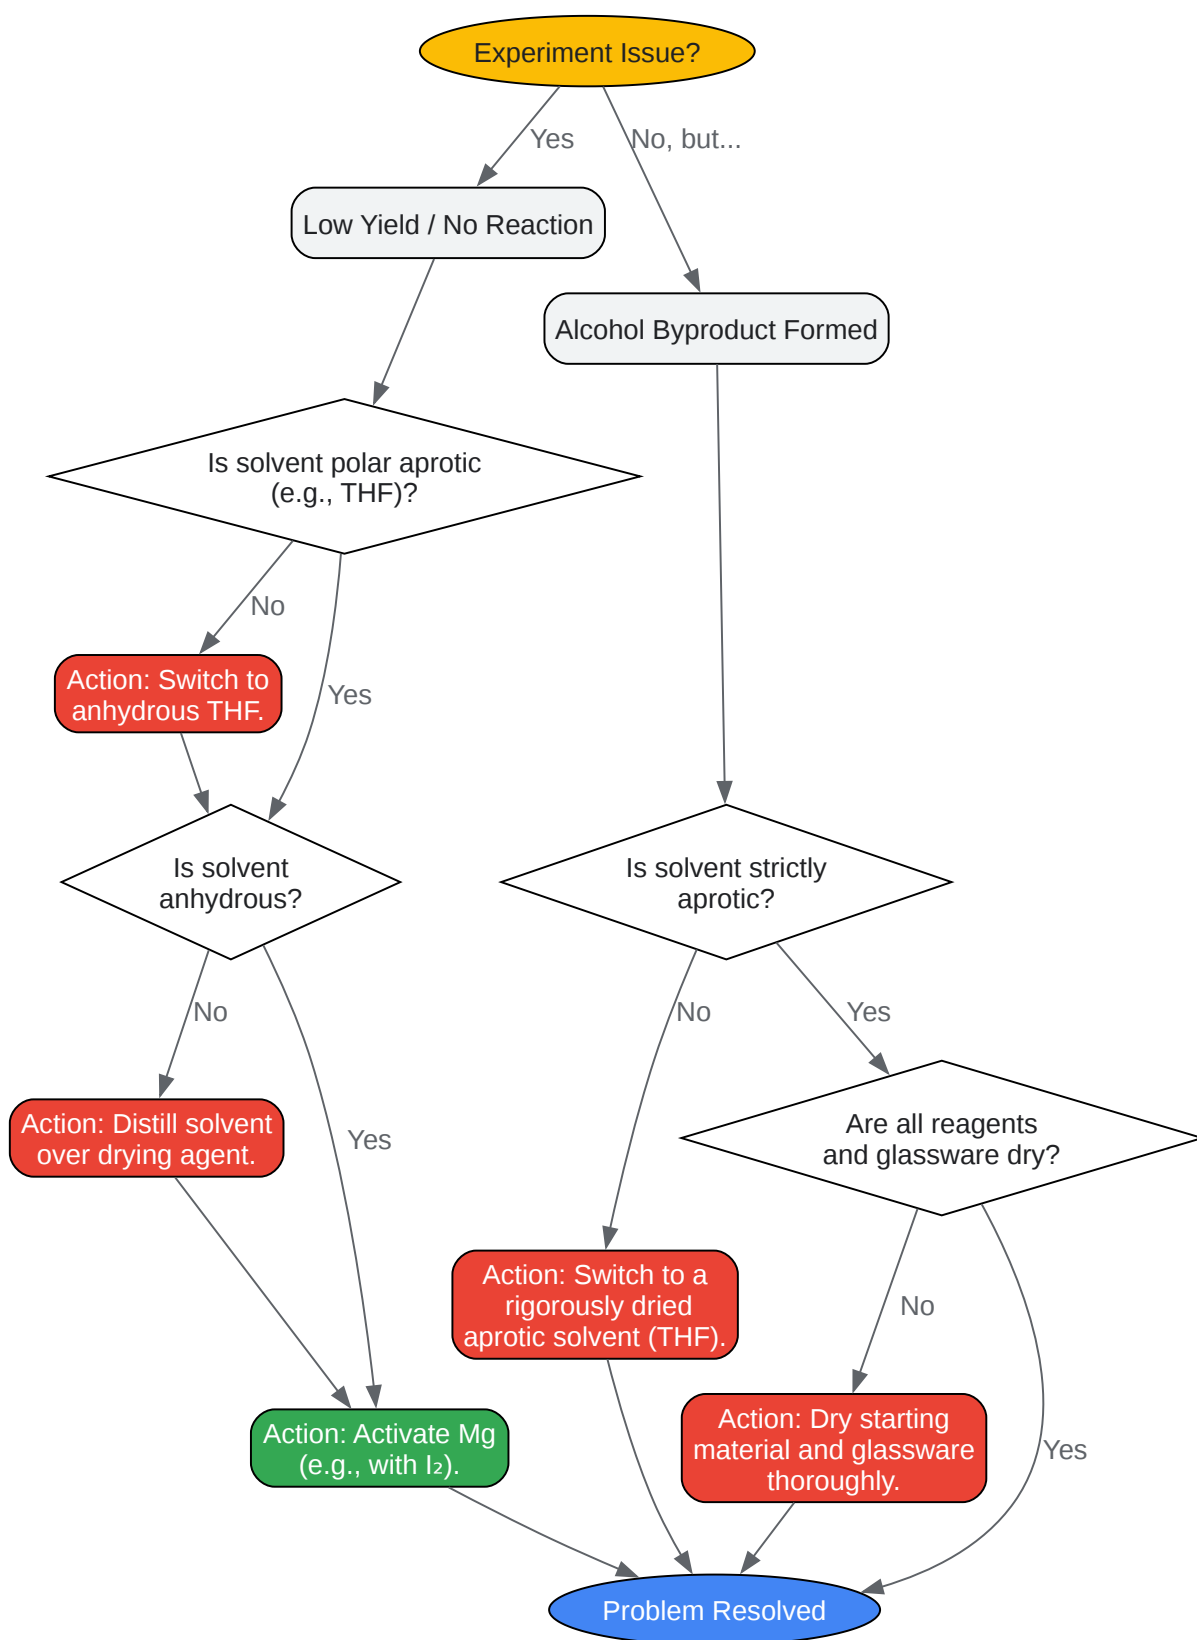 Experiment Issue?
Yes
No, but...
Low Yield / No Reaction
Alcohol Byproduct Formed
Is solvent polar aprotic
(e.g., THF)?
No
Action: Switch to
anhydrous THF.
Yes
Is solvent
anhydrous?
Is solvent strictly
aprotic?
No
No
Yes
Action: Distill solvent
over drying agent.
Yes
Are all reagents
and glassware dry?
Action: Switch to a
rigorously dried
aprotic solvent (THF).
No
Action: Activate Mg
(e.g., with I₂).
Action: Dry starting
material and glassware
thoroughly.
Yes
Problem Resolved